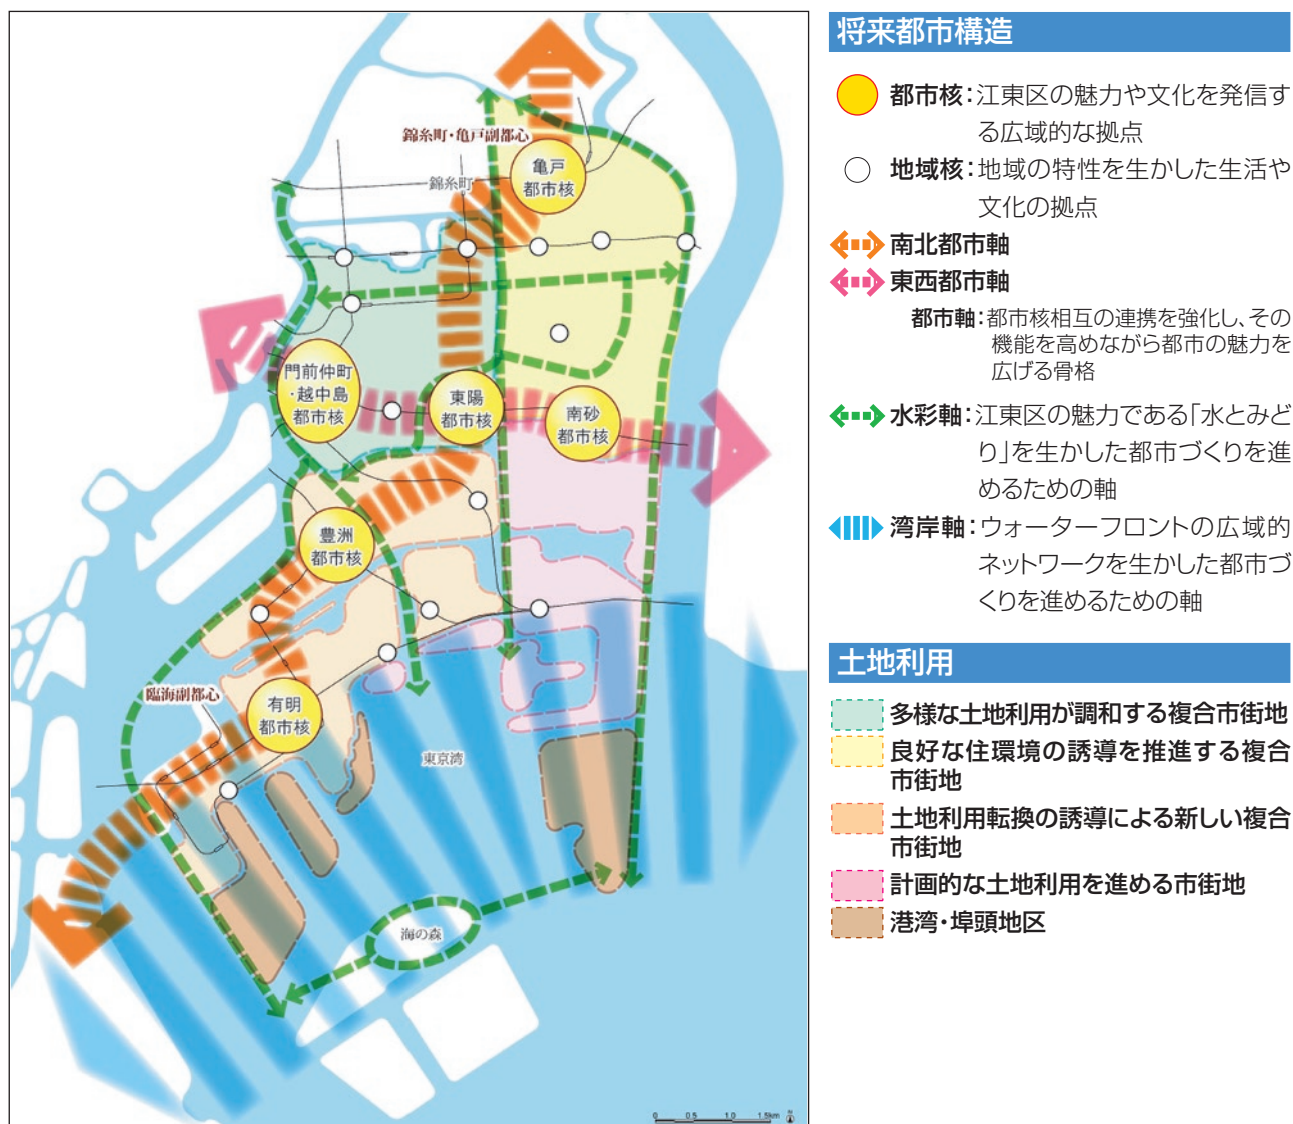 錦糸町・亀戸副都心
錦糸町
亀戸
都市核
門前仲町
・越中島
都市核
東陽
都市核
南砂
都市核
豊洲
都市核
臨海副都心
有明
都市核
東京湾
海の森
0 0.5 1.0 1.5km
N
将来都市構造
都市核：江東区の魅力や文化を発信す
る広域的な拠点
地域核：地域の特性を生かした生活や
文化の拠点
南北都市軸
東西都市軸
都市軸：都市核相互の連携を強化し、その
機能を高めながら都市の魅力を
広げる骨格
水彩軸：江東区の魅力である「水とみど
り」を生かした都市づくりを進
めるための軸
湾岸軸：ウォーターフロントの広域的
ネットワークを生かした都市づ
くりを進めるための軸
土地利用
多様な土地利用が調和する複合市街地
良好な住環境の誘導を推進する複合
市街地
土地利用転換の誘導による新しい複合
市街地
計画的な土地利用を進める市街地
港湾・埠頭地区